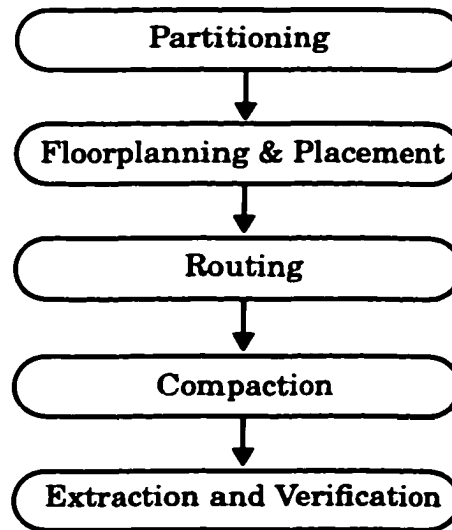 Partitioning
Floorplanning & Placement
Routing
Compaction
Extraction and Verification